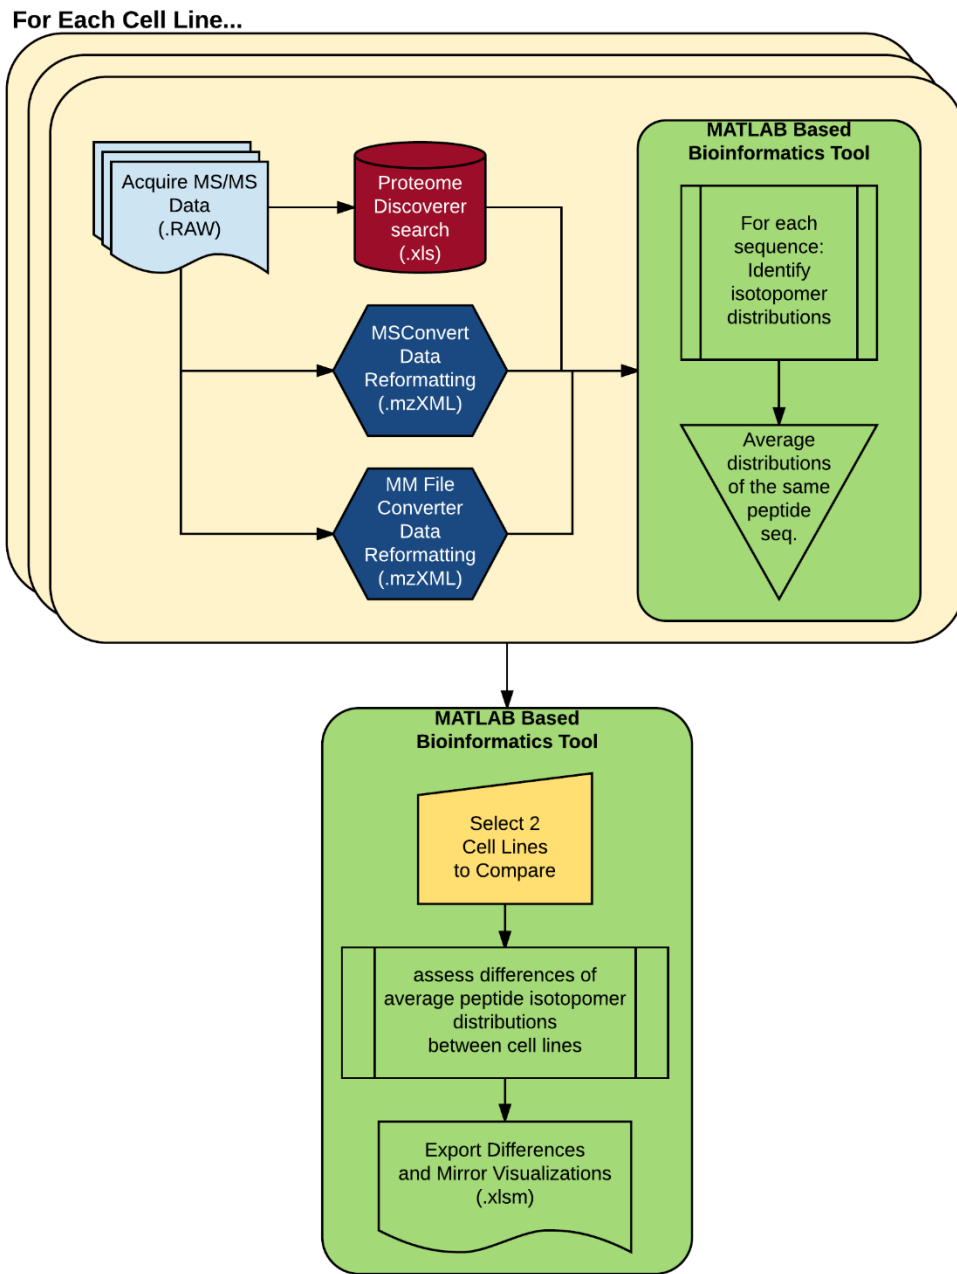 For Each Cell Line...
Acquire MS/MS
Data
(.RAW)
Proteome
Discoverer
search
(.xls)
MSConvert
Data
Reformatting
(.mzXML)
MM File
Converter
Data
Reformatting
(.mzXML)
MATLAB Based
Bioinformatics Tool
For each
sequence:
Identify
isotopomer
distributions
Average
distributions
of the same
peptide
seq.
MATLAB Based
Bioinformatics Tool
Select 2
Cell Lines
to Compare
assess differences of
average peptide isotopomer
distributions
between cell lines
Export Differences
and Mirror Visualizations
(.xlsm)